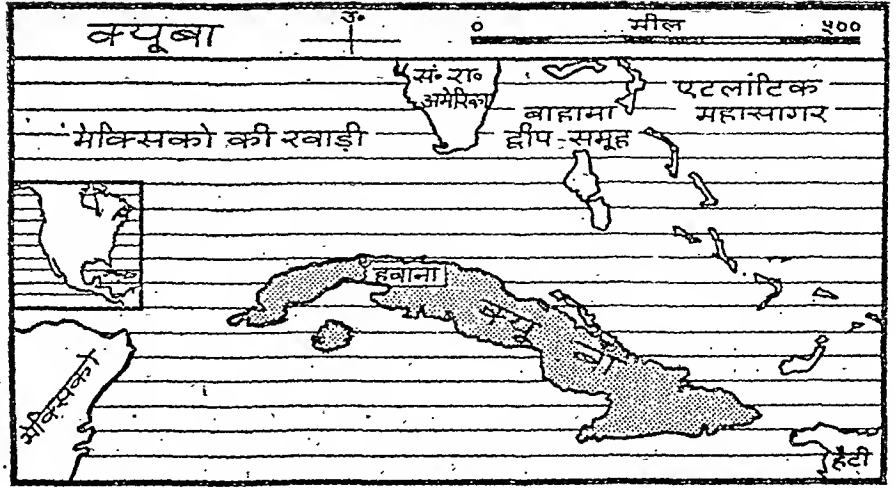 क्यूबा
उ॰
० मील ५००
सं॰ रा॰
अमेरिका
बाहामा
द्वीप-समूह
एटलांटिक
महासागर
मेक्सिको की खाड़ी
हवाना
क्यूबा
मेक्सिको
हैटी